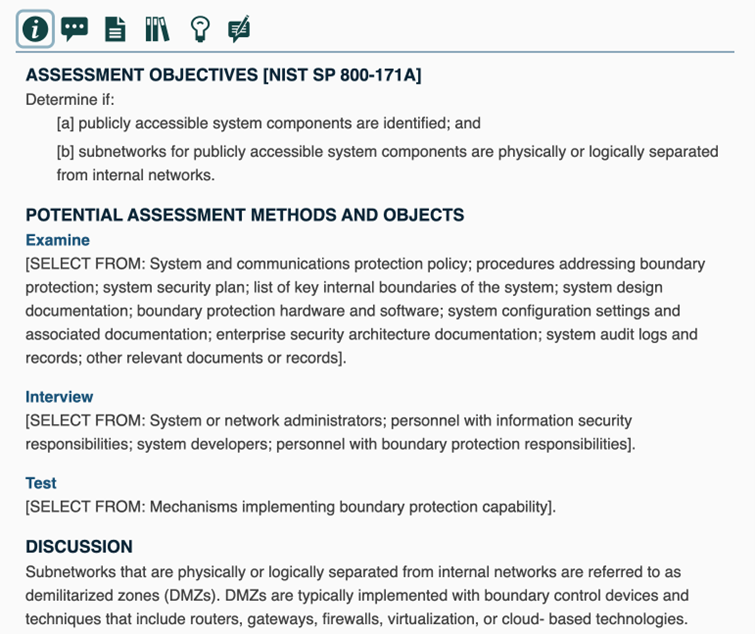 ASSESSMENT OBJECTIVES [NIST SP 800-171A]
Determine if:
[a] publicly accessible system components are identified; and
[b] subnetworks for publicly accessible system components are physically or logically separated
from internal networks.
POTENTIAL ASSESSMENT METHODS AND OBJECTS
Examine
[SELECT FROM: System and communications protection policy; procedures addressing boundary
protection; system security plan; list of key internal boundaries of the system; system design
documentation; boundary protection hardware and software; system configuration settings and
associated documentation; enterprise security architecture documentation; system audit logs and
records; other relevant documents or records].
Interview
[SELECT FROM: System or network administrators; personnel with information security
responsibilities; system developers; personnel with boundary protection responsibilities].
Test
[SELECT FROM: Mechanisms implementing boundary protection capability].
DISCUSSION
Subnetworks that are physically or logically separated from internal networks are referred to as
demilitarized zones (DMZs). DMZs are typically implemented with boundary control devices and
techniques that include routers, gateways, firewalls, virtualization, or cloud- based technologies.